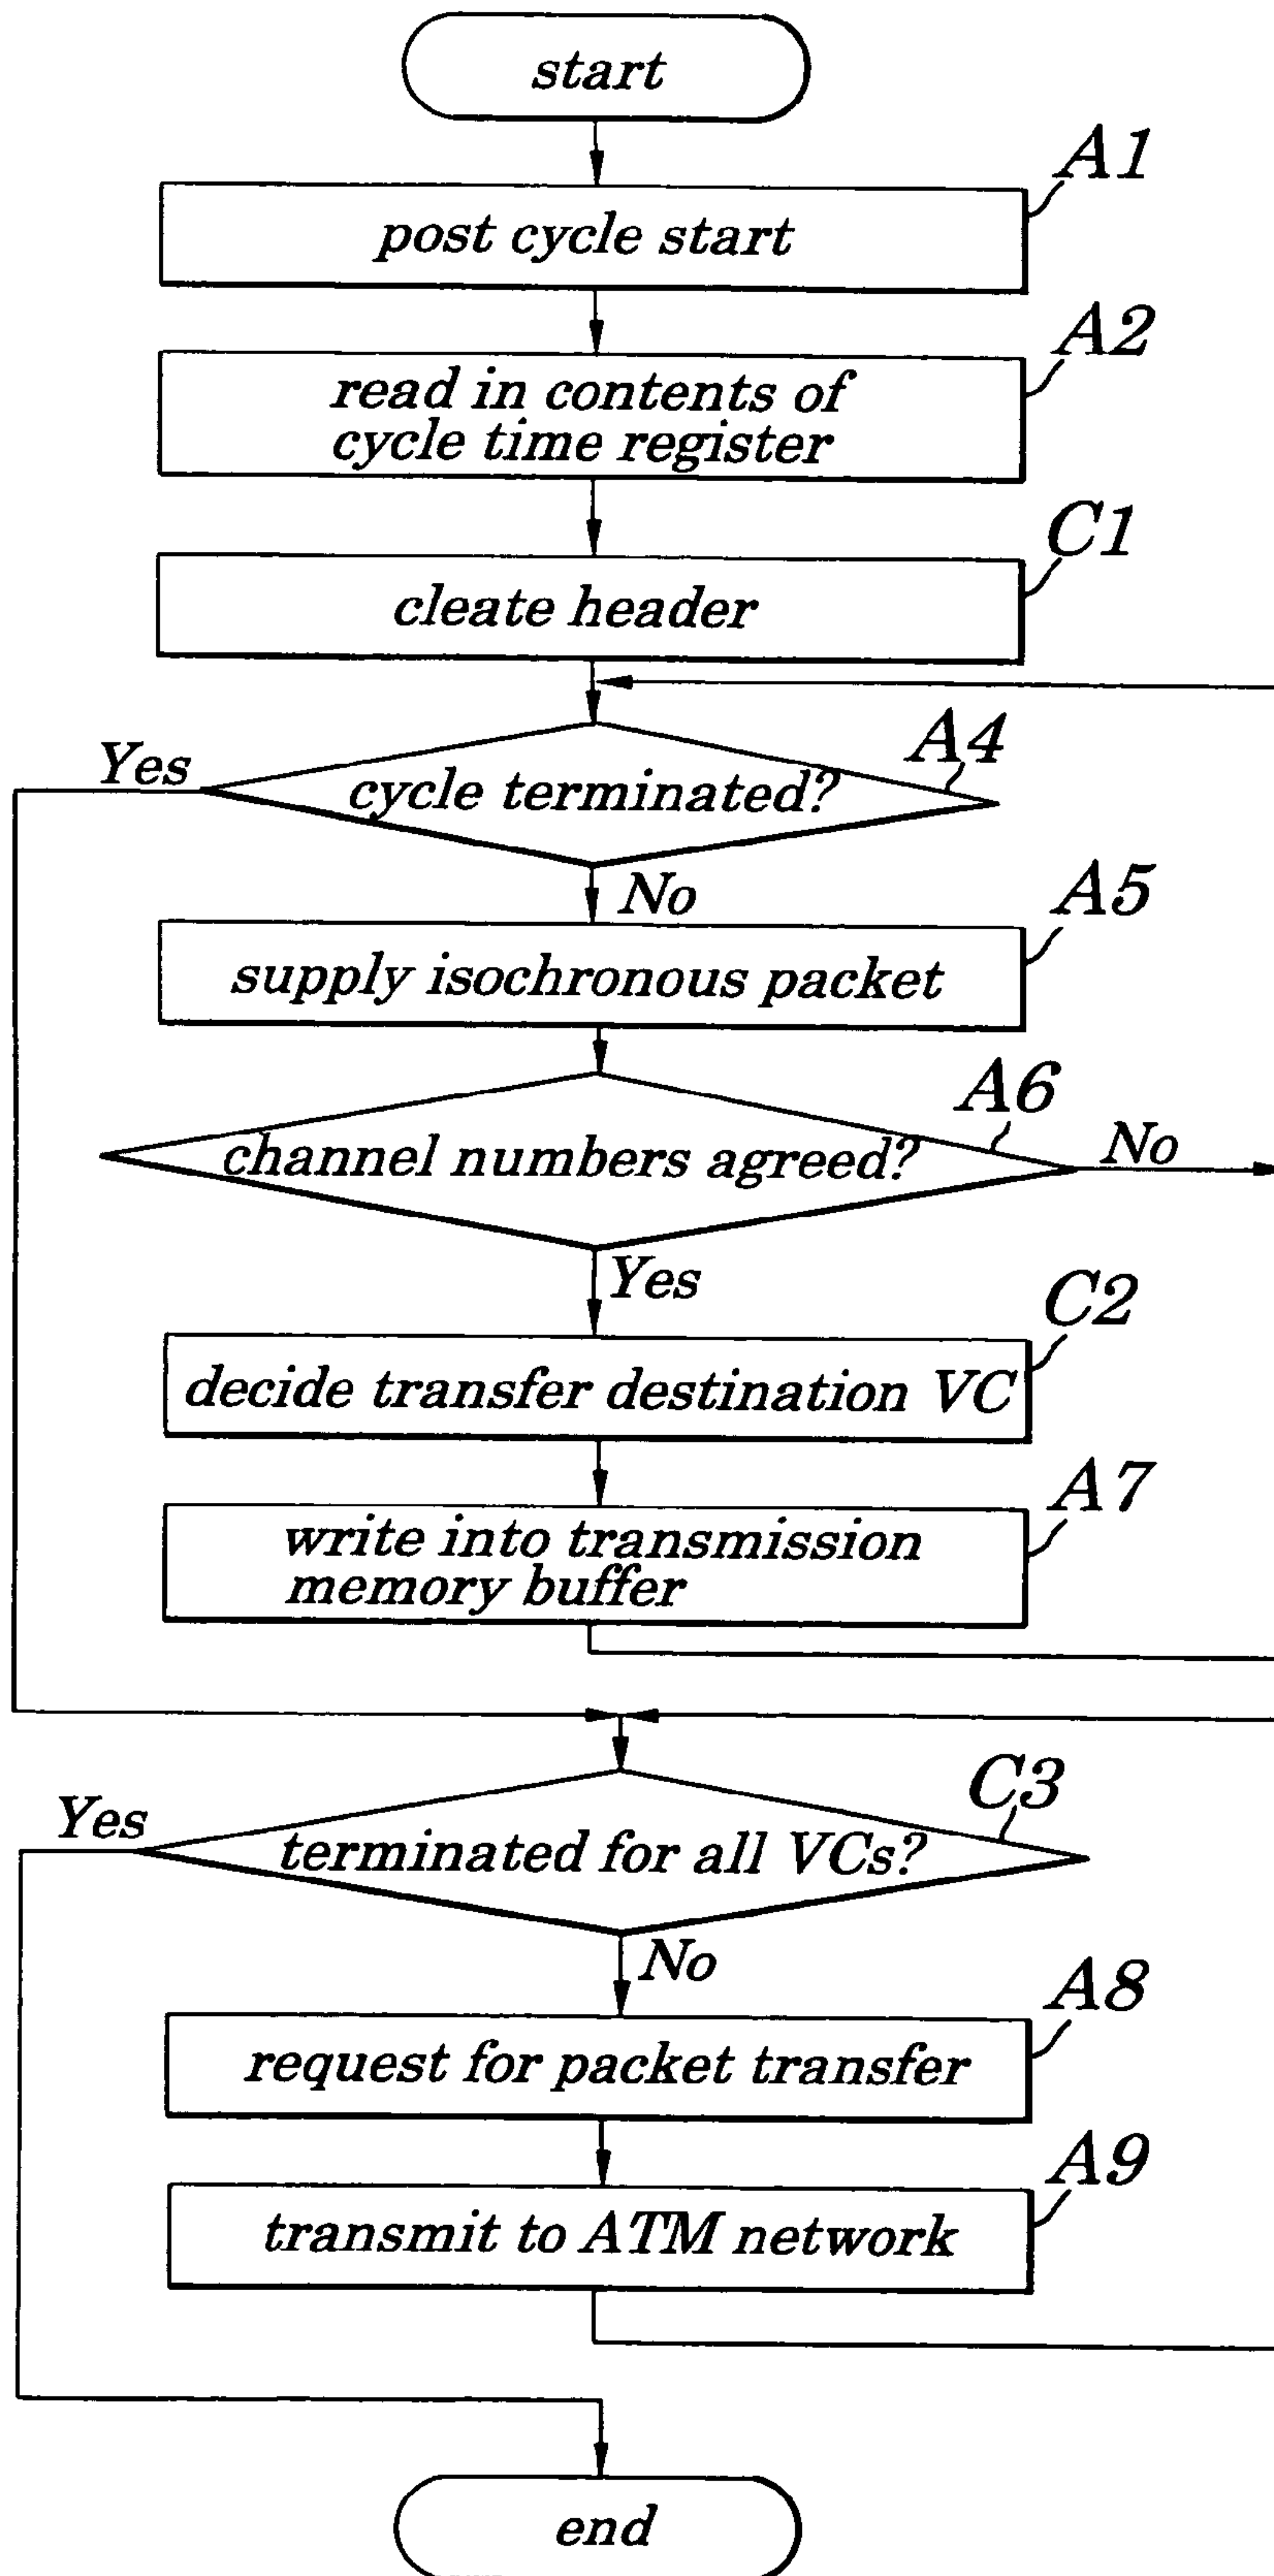 start
A1
post cycle start
A2
read in contents of
cycle time register
C1
cleate header
A4
Yes
cycle terminated?
No
A5
supply isochronous packet
A6
channel numbers agreed?
No
Yes
C2
decide transfer destination VC
A7
write into transmission
memory buffer
C3
Yes
terminated for all VCs?
No
A8
request for packet transfer
A9
transmit to ATM network
end